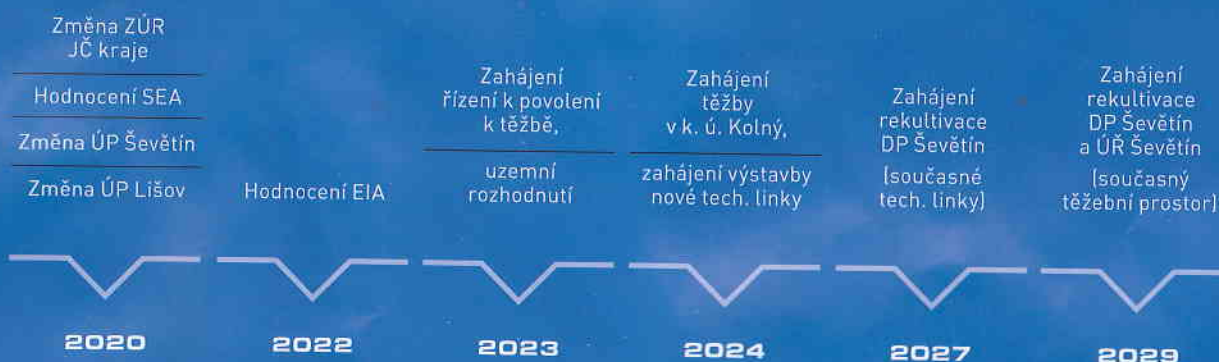 Změna ZÚR
JČ kraje
Hodnocení SEA
Změna ÚP Ševětín
Změna ÚP Lišov
2020
Hodnocení EIA
2022
Zahájení
řízení k povolení
k těžbě,
uzemní
rozhodnutí
2023
Zahájení
těžby
v k. ú. Kolný,
zahájení výstavby
nové tech. linky
2024
Zahájení
rekultivace
DP Ševětín
(současné
tech. linky)
2027
Zahájení
rekultivace
DP Ševětín
a ÚŘ Ševětín
(současný
těžební prostor)
2029